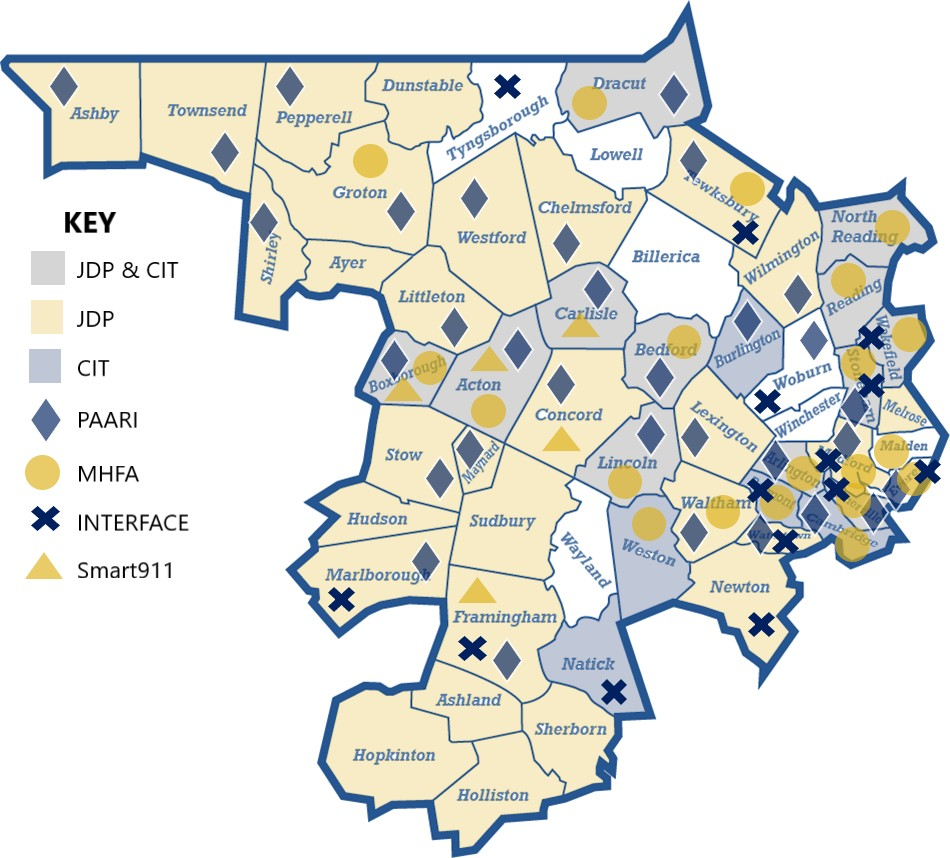 Dunstable
Dracut
Ashby
Townsend
Pepperell
Tyngsborough
Lowell
Groton
Tewksbury
KEY
Chelmsford
North
Reading
Westford
Shirley
Ayer
Billerica
Wilmington
JDP & CIT
Littleton
Reading
JDP
Carlisle
Wakefield
CIT
Boxborough
Acton
Bedford
Burlington
Woburn
PAARI
Concord
Lexington
Winchester
Melrose
MHFA
Stow
Maynard
Lincoln
Arlington
Malden
INTERFACE
Hudson
Sudbury
Waltham
Cambridge
Smart911
Marlborough
Wayland
Weston
Newton
Framingham
Natick
Ashland
Sherborn
Hopkinton
Holliston